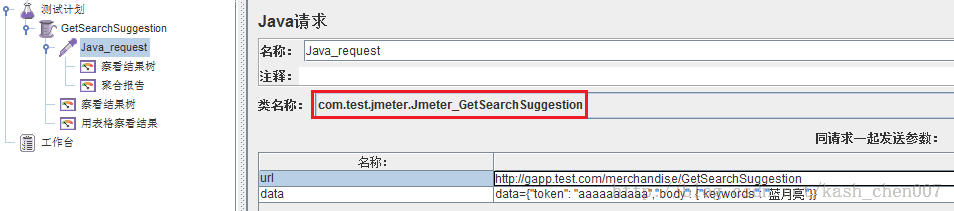 测试计划
GetSearchSuggestion
Java_request
察看结果树
聚合报告
察看结果树
用表格察看结果
工作台
Java请求
名称： Java_request
注释：
类名称： com.test.jmeter.Jmeter_GetSearchSuggestion
同请求一起发送参数：
名称：
url http://gapp.test.com/merchandise/GetSearchSuggestion
data data={"token": "aaaaaaaaaa","body": {"keywords": "蓝月亮"}}
kash_chen007